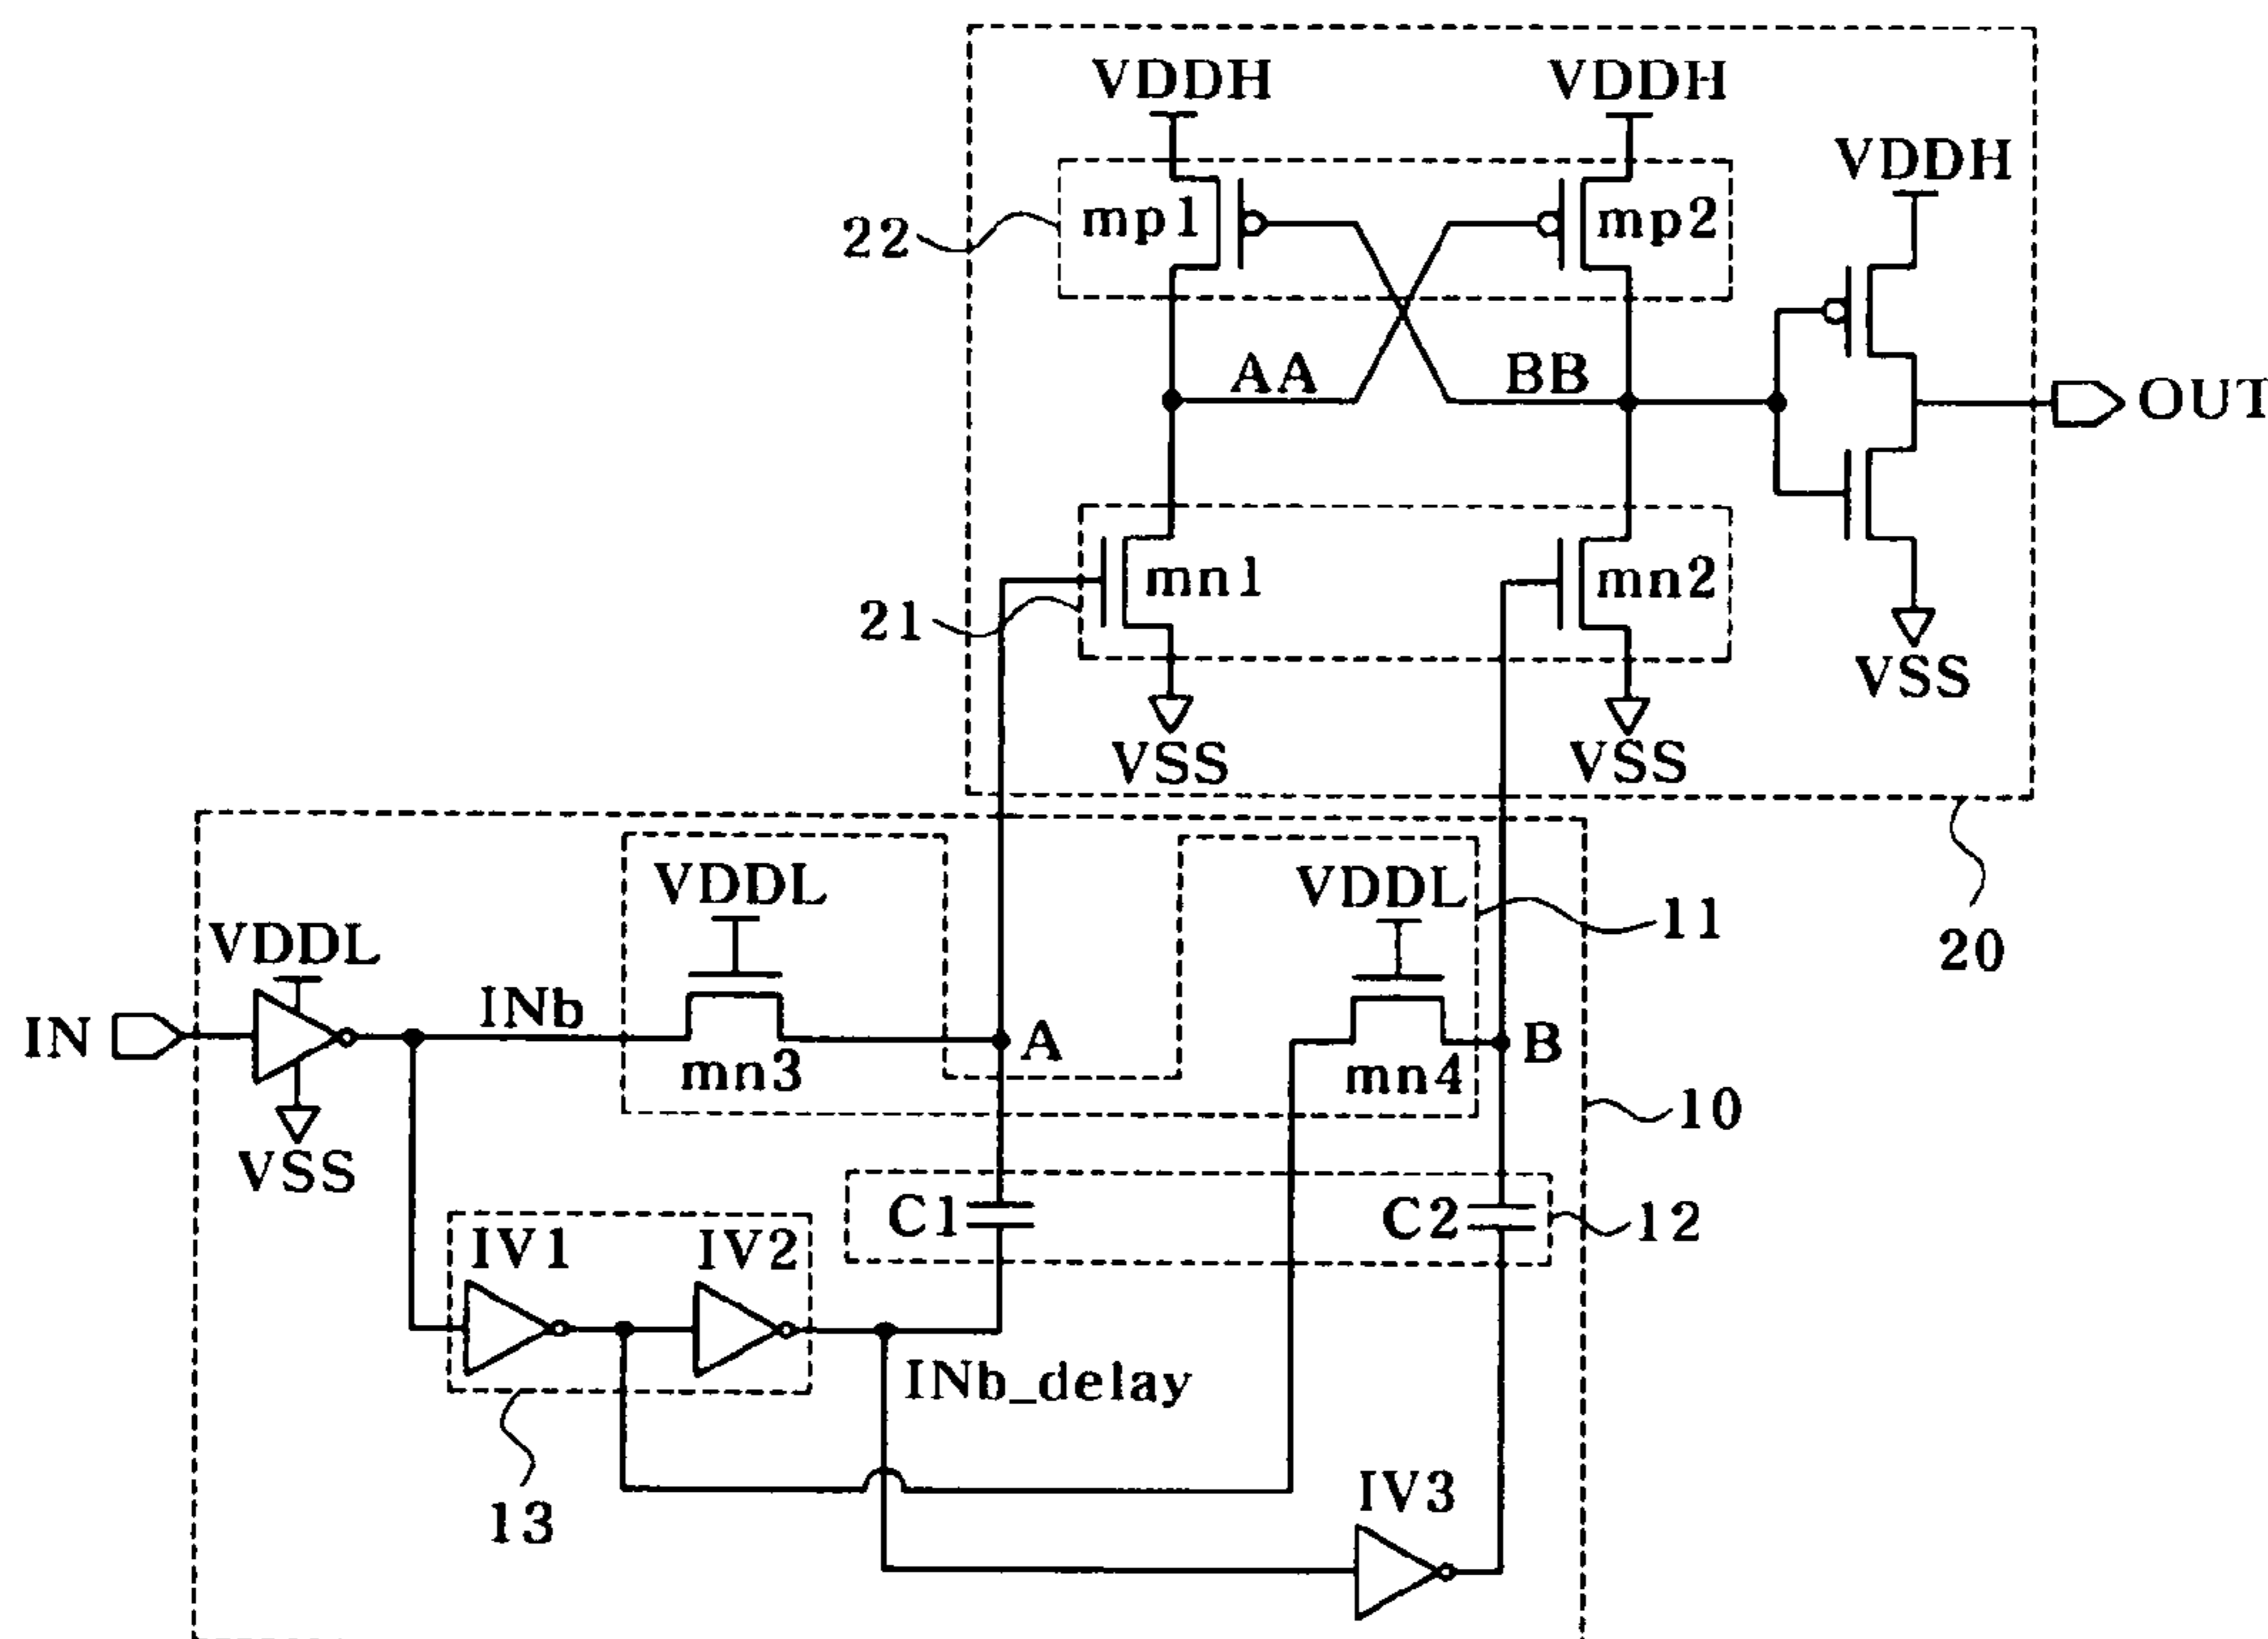 VDDH
VDDH
VDDH
mp1
mp2
22
AA
BB
OUT
mn1
mn2
21
VSS
VSS
VSS
VDDL
VDDL
11
20
VDDL
INb
IN
A
B
mn3
mn4
10
VSS
C1
C2
12
IV1
IV2
INb_delay
IV3
13